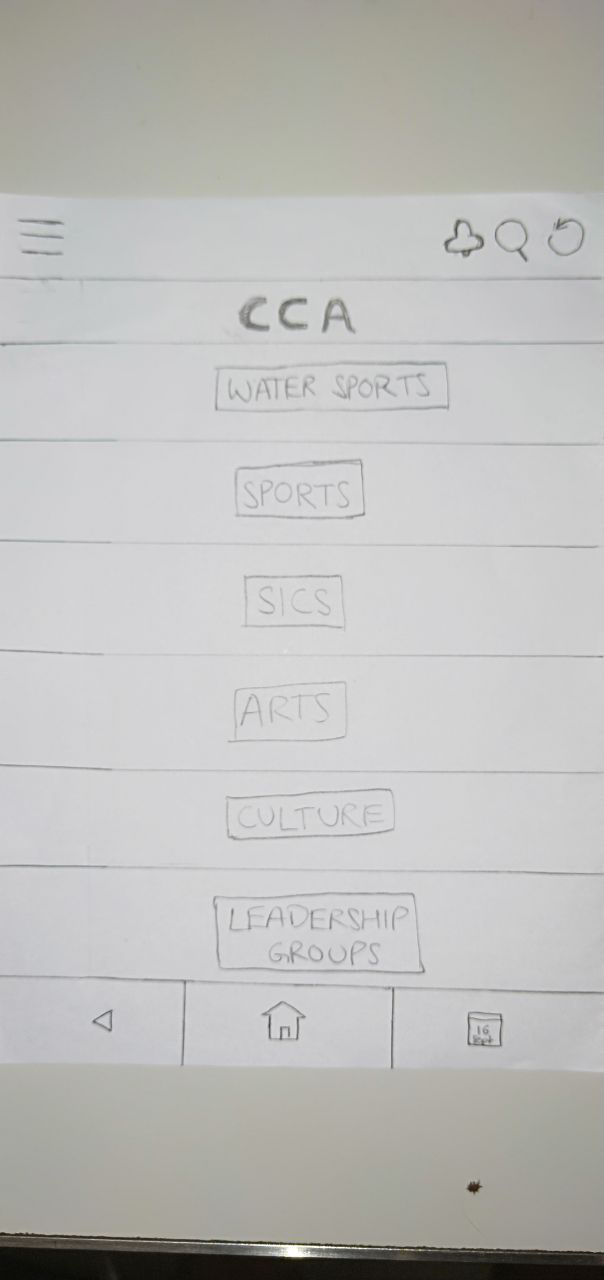 CCA
WATER SPORTS
SPORTS
SICS
ARTS
CULTURE
LEADERSHIP
GROUPS
16